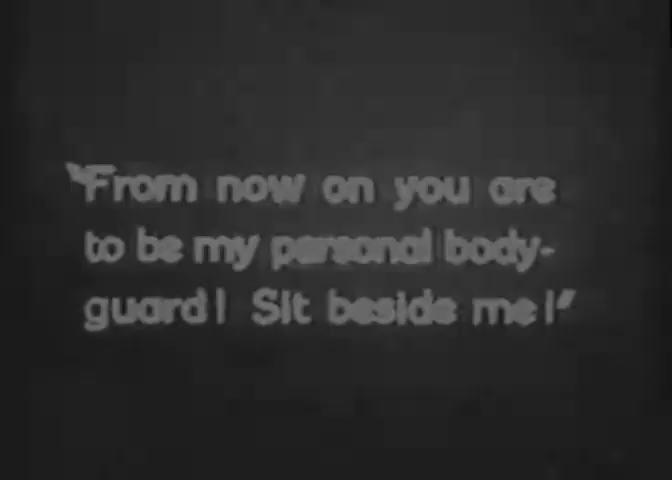 "From now on you are
to be my personal body-
guard! Sit beside me!"